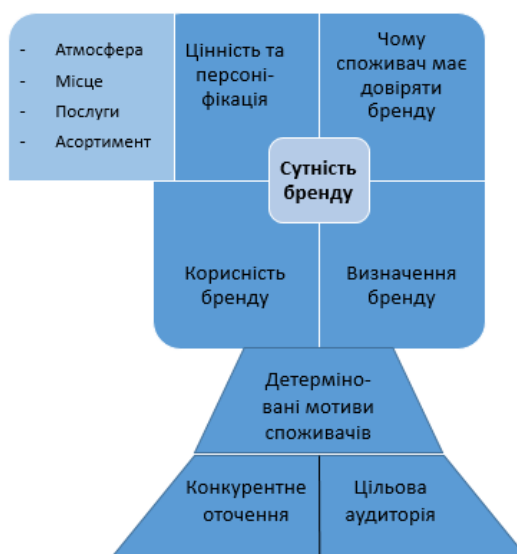 - Атмосфера
- Місце
- Послуги
- Асортимент
Цінність та
персоні-
фікація
Чому
споживач має
довіряти
бренду
Сутність
бренду
Корисність
бренду
Визначення
бренду
Детерміно-
вані мотиви
споживачів
Конкурентне
оточення
Цільова
аудиторія